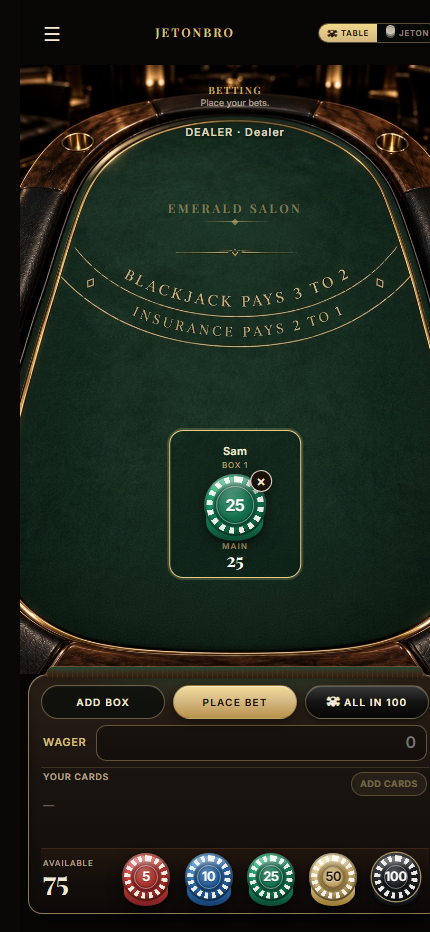 ☰ JETONBRO TABLE JETON
BETTING
Place your bets.
DEALER · Dealer
EMERALD SALON
BLACKJACK PAYS 3 TO 2
INSURANCE PAYS 2 TO 1
Sam
BOX 1
×
25
MAIN
25
ADD BOX PLACE BET ALL IN 100
WAGER 0
YOUR CARDS ADD CARDS
—
AVAILABLE
75
5 10 25 50 100